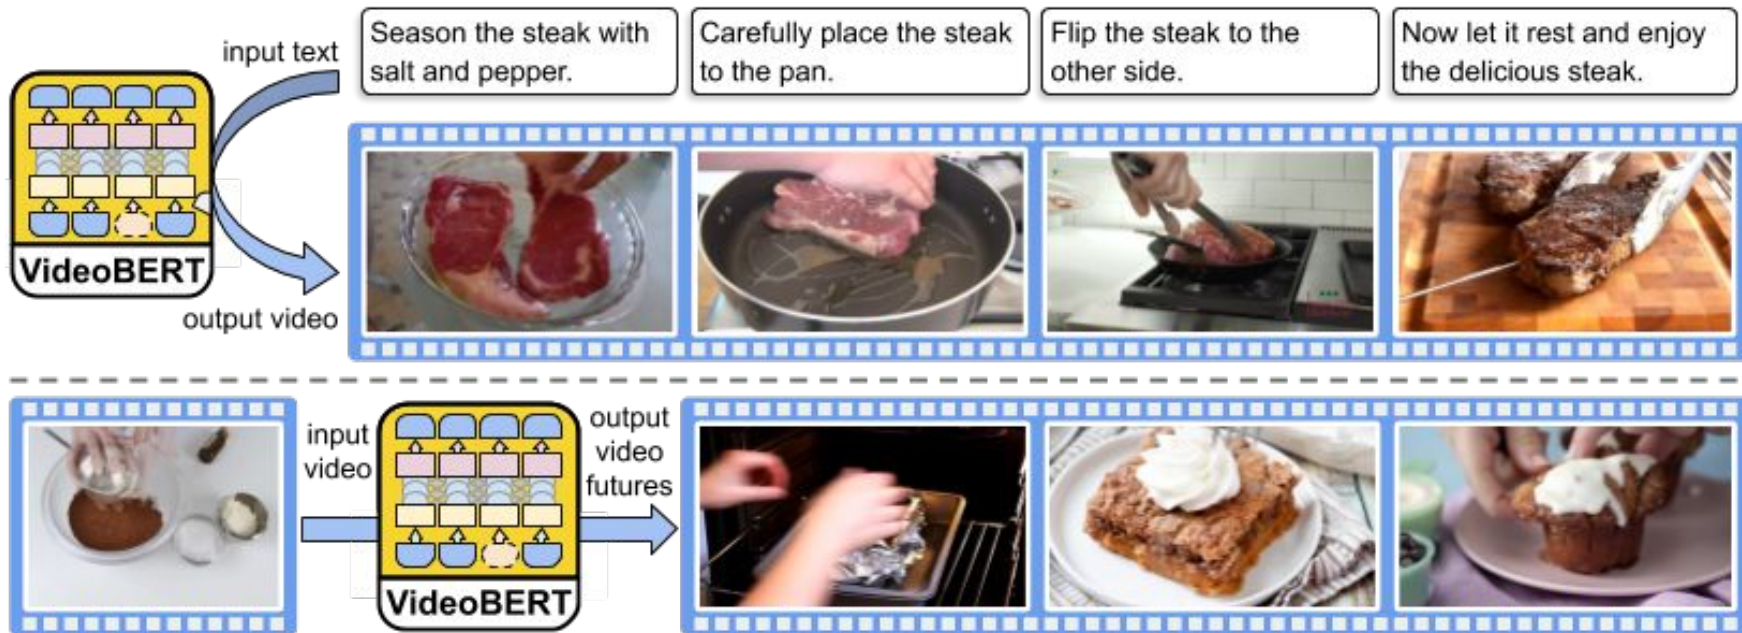 input text
Season the steak with
salt and pepper.
Carefully place the steak
to the pan.
Flip the steak to the
other side.
Now let it rest and enjoy
the delicious steak.
VideoBERT
output video
input
video
VideoBERT
output
video
futures